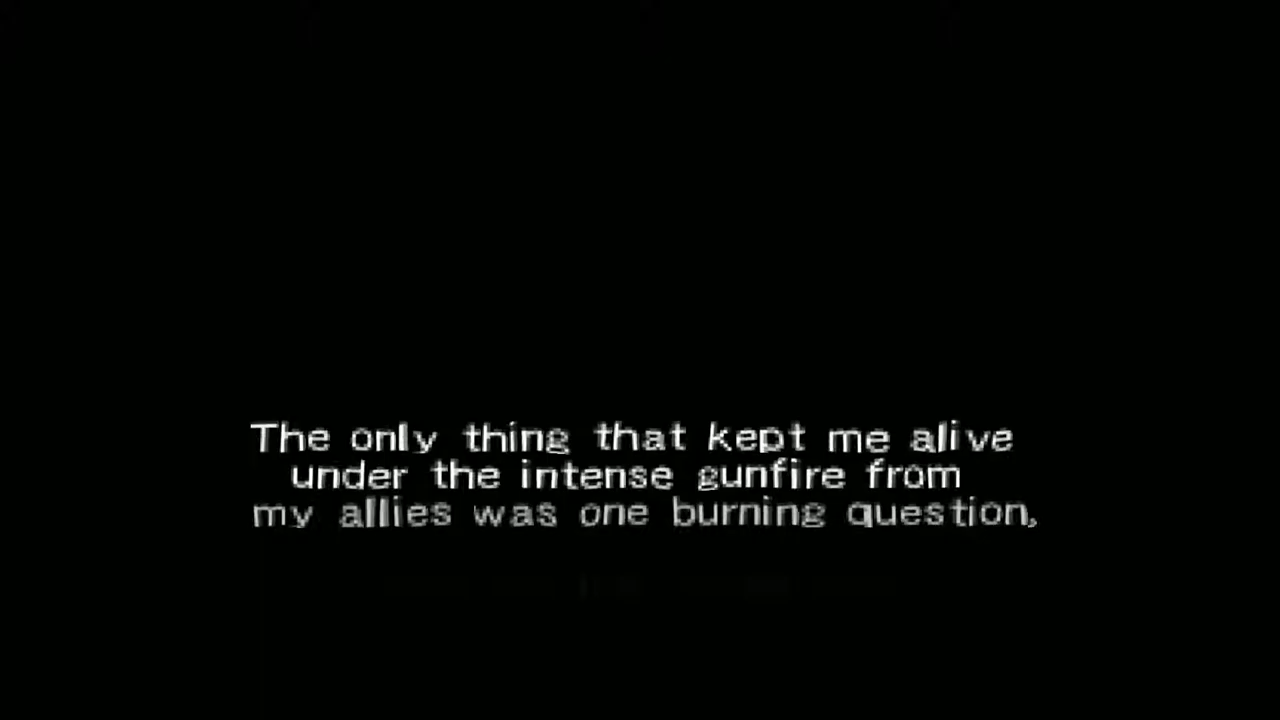 The only thing that kept me alive
under the intense gunfire from
my allies was one burning question,